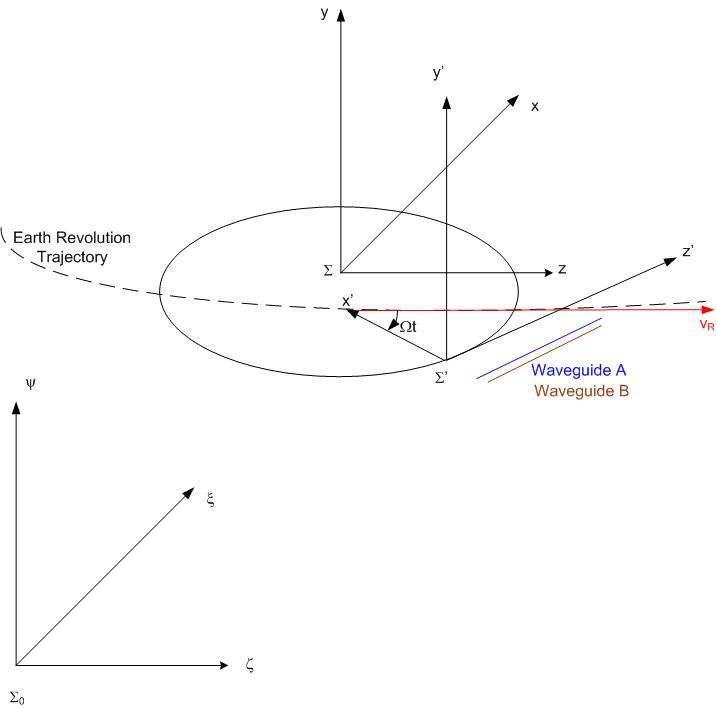 y
y'
x
Earth Revolution
Trajectory
Σ
z
z'
x'
Ωt
v_R
Σ'
Waveguide A
Waveguide B
ψ
ξ
ζ
Σ₀